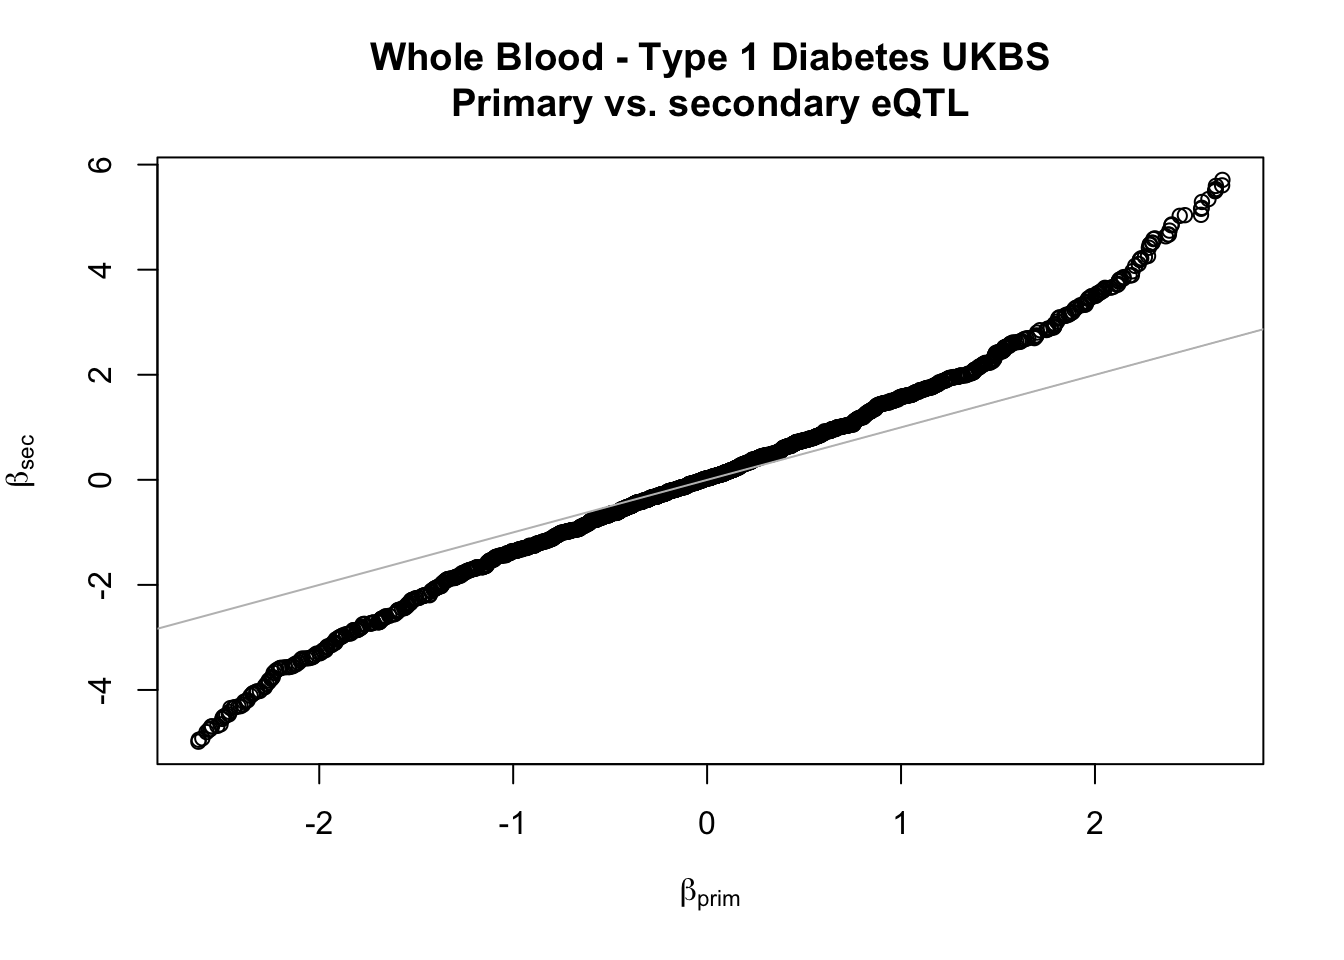 Whole Blood - Type 1 Diabetes UKBS
Primary vs. secondary eQTL
6
4
2
0
-2
-4
βsec
-2 -1 0 1 2
βprim